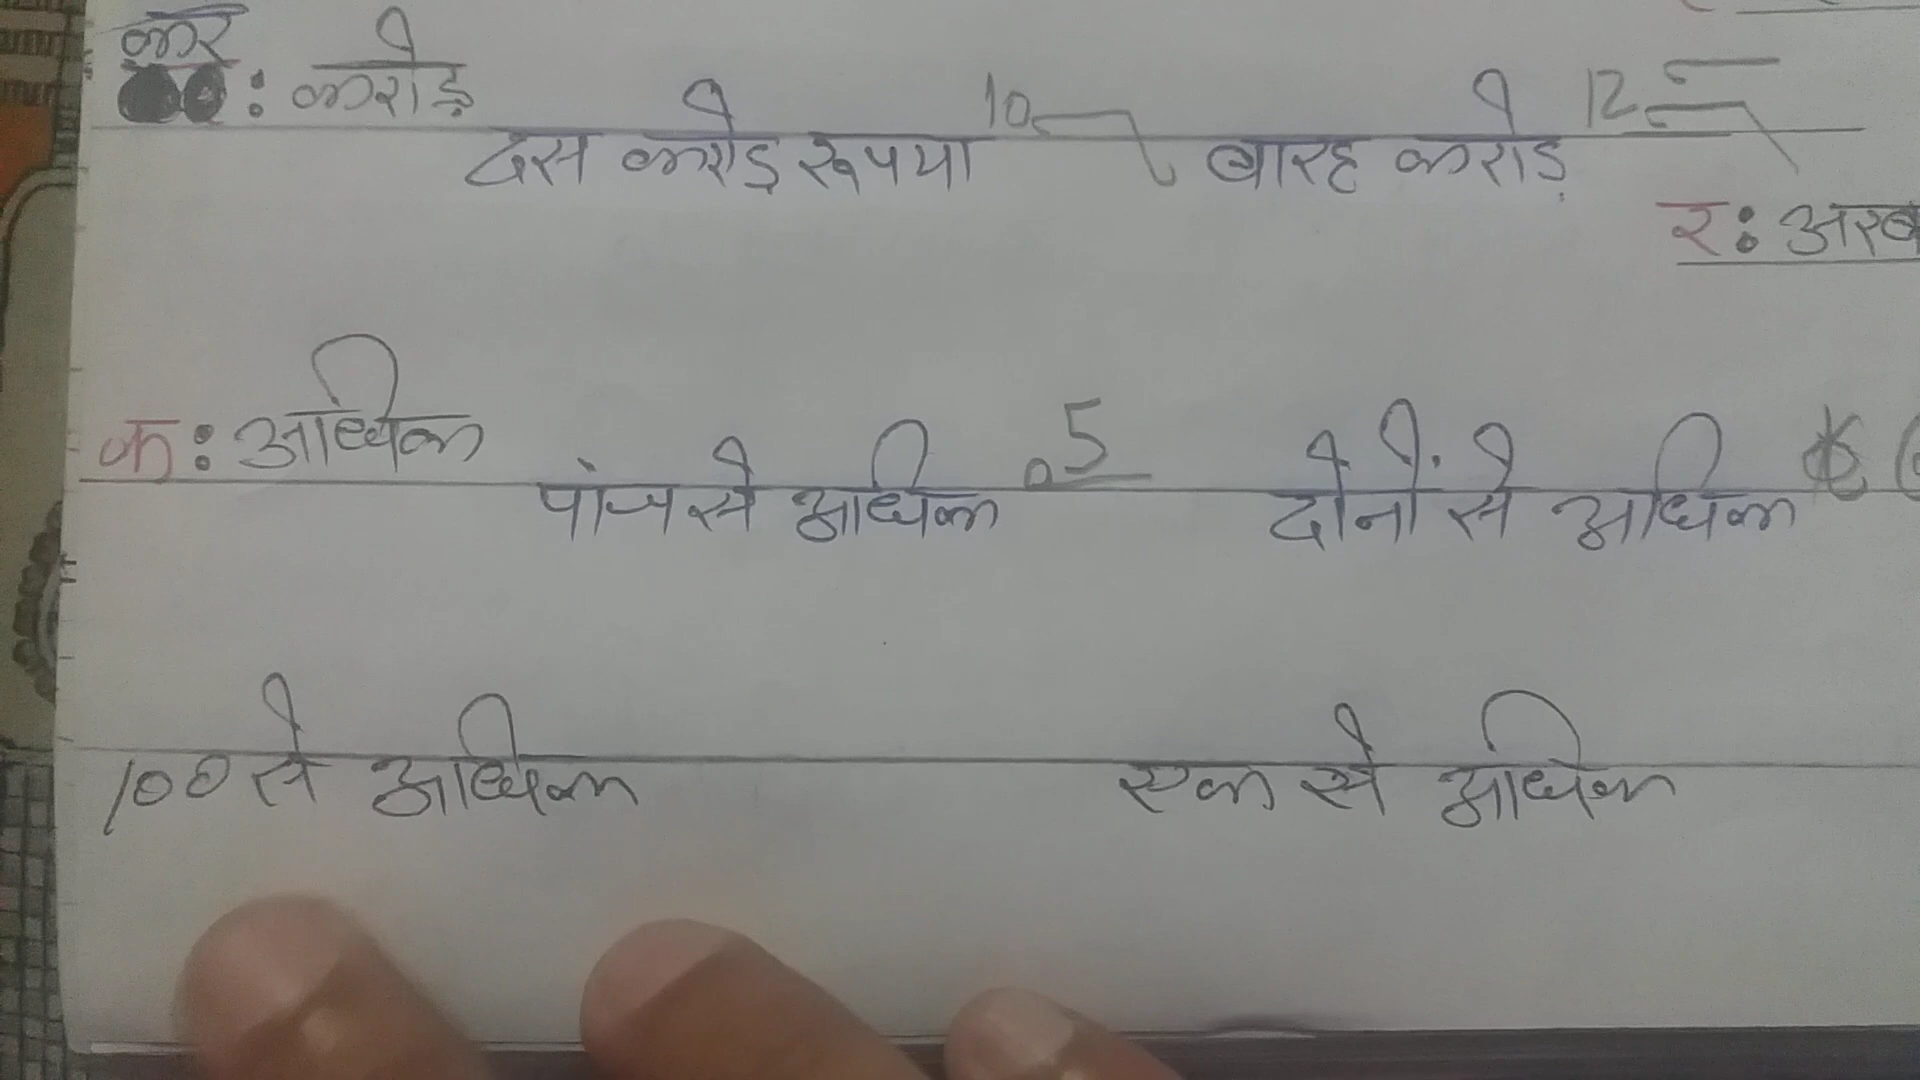 कर : करोड़
दस करोड़ रूपया 10 बारह करोड़ 12
र : अरब
क : अधिक
पांच से अधिक 5 दोनों से अधिक
100 से अधिक एक से अधिक